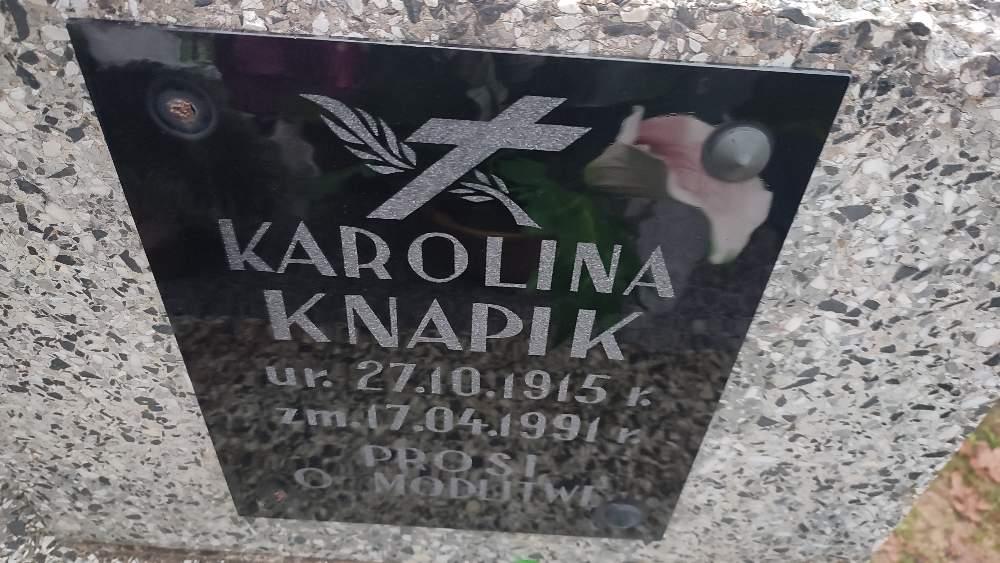 KAROLINA
KNAPIK
ur. 27.10.1915 r.
zm. 17.04.1991 r.
PROSI
O MODLITWĘ